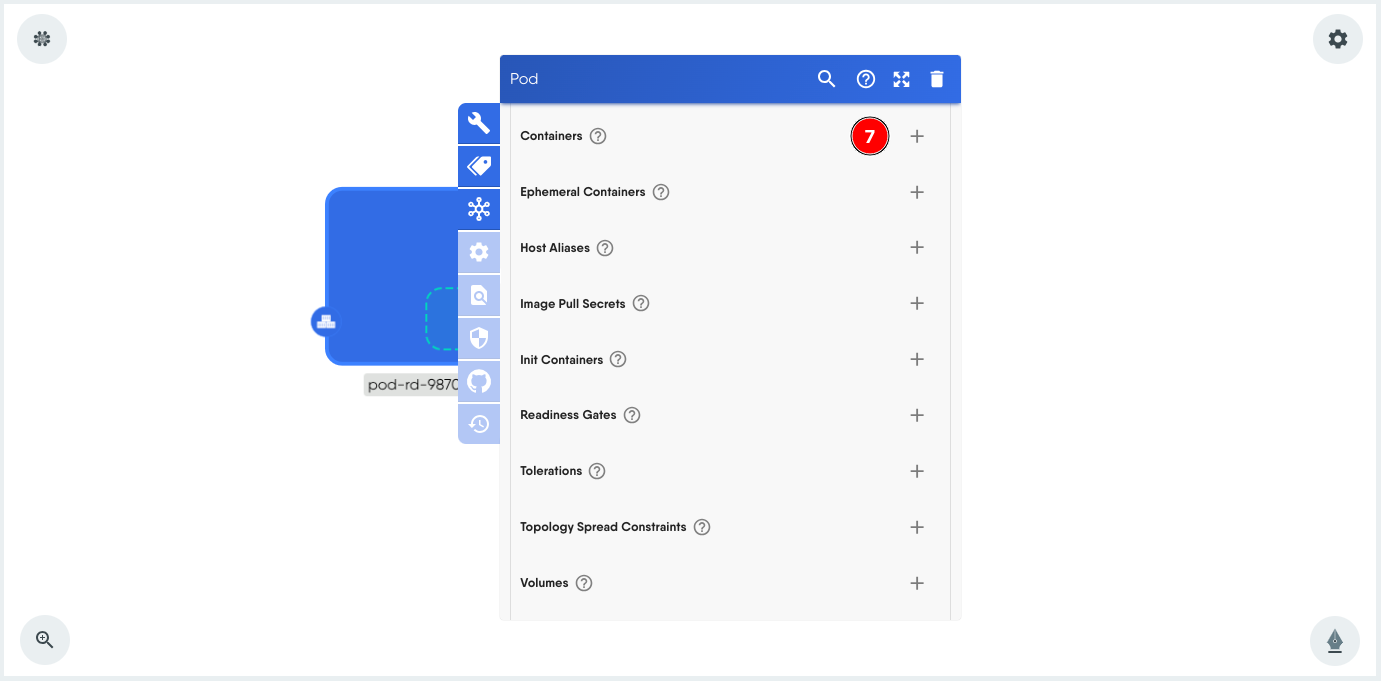 Pod
Containers
7
Ephemeral Containers
Host Aliases
Image Pull Secrets
Init Containers
Readiness Gates
Tolerations
Topology Spread Constraints
Volumes
pod-rd-9870